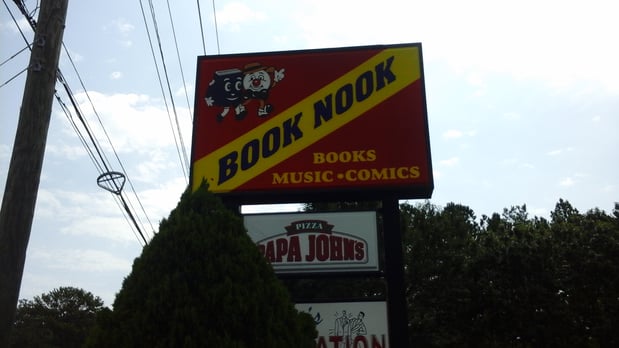 BOOK NOOK
BOOKS
MUSIC • COMICS
PIZZA
PAPA JOHN'S